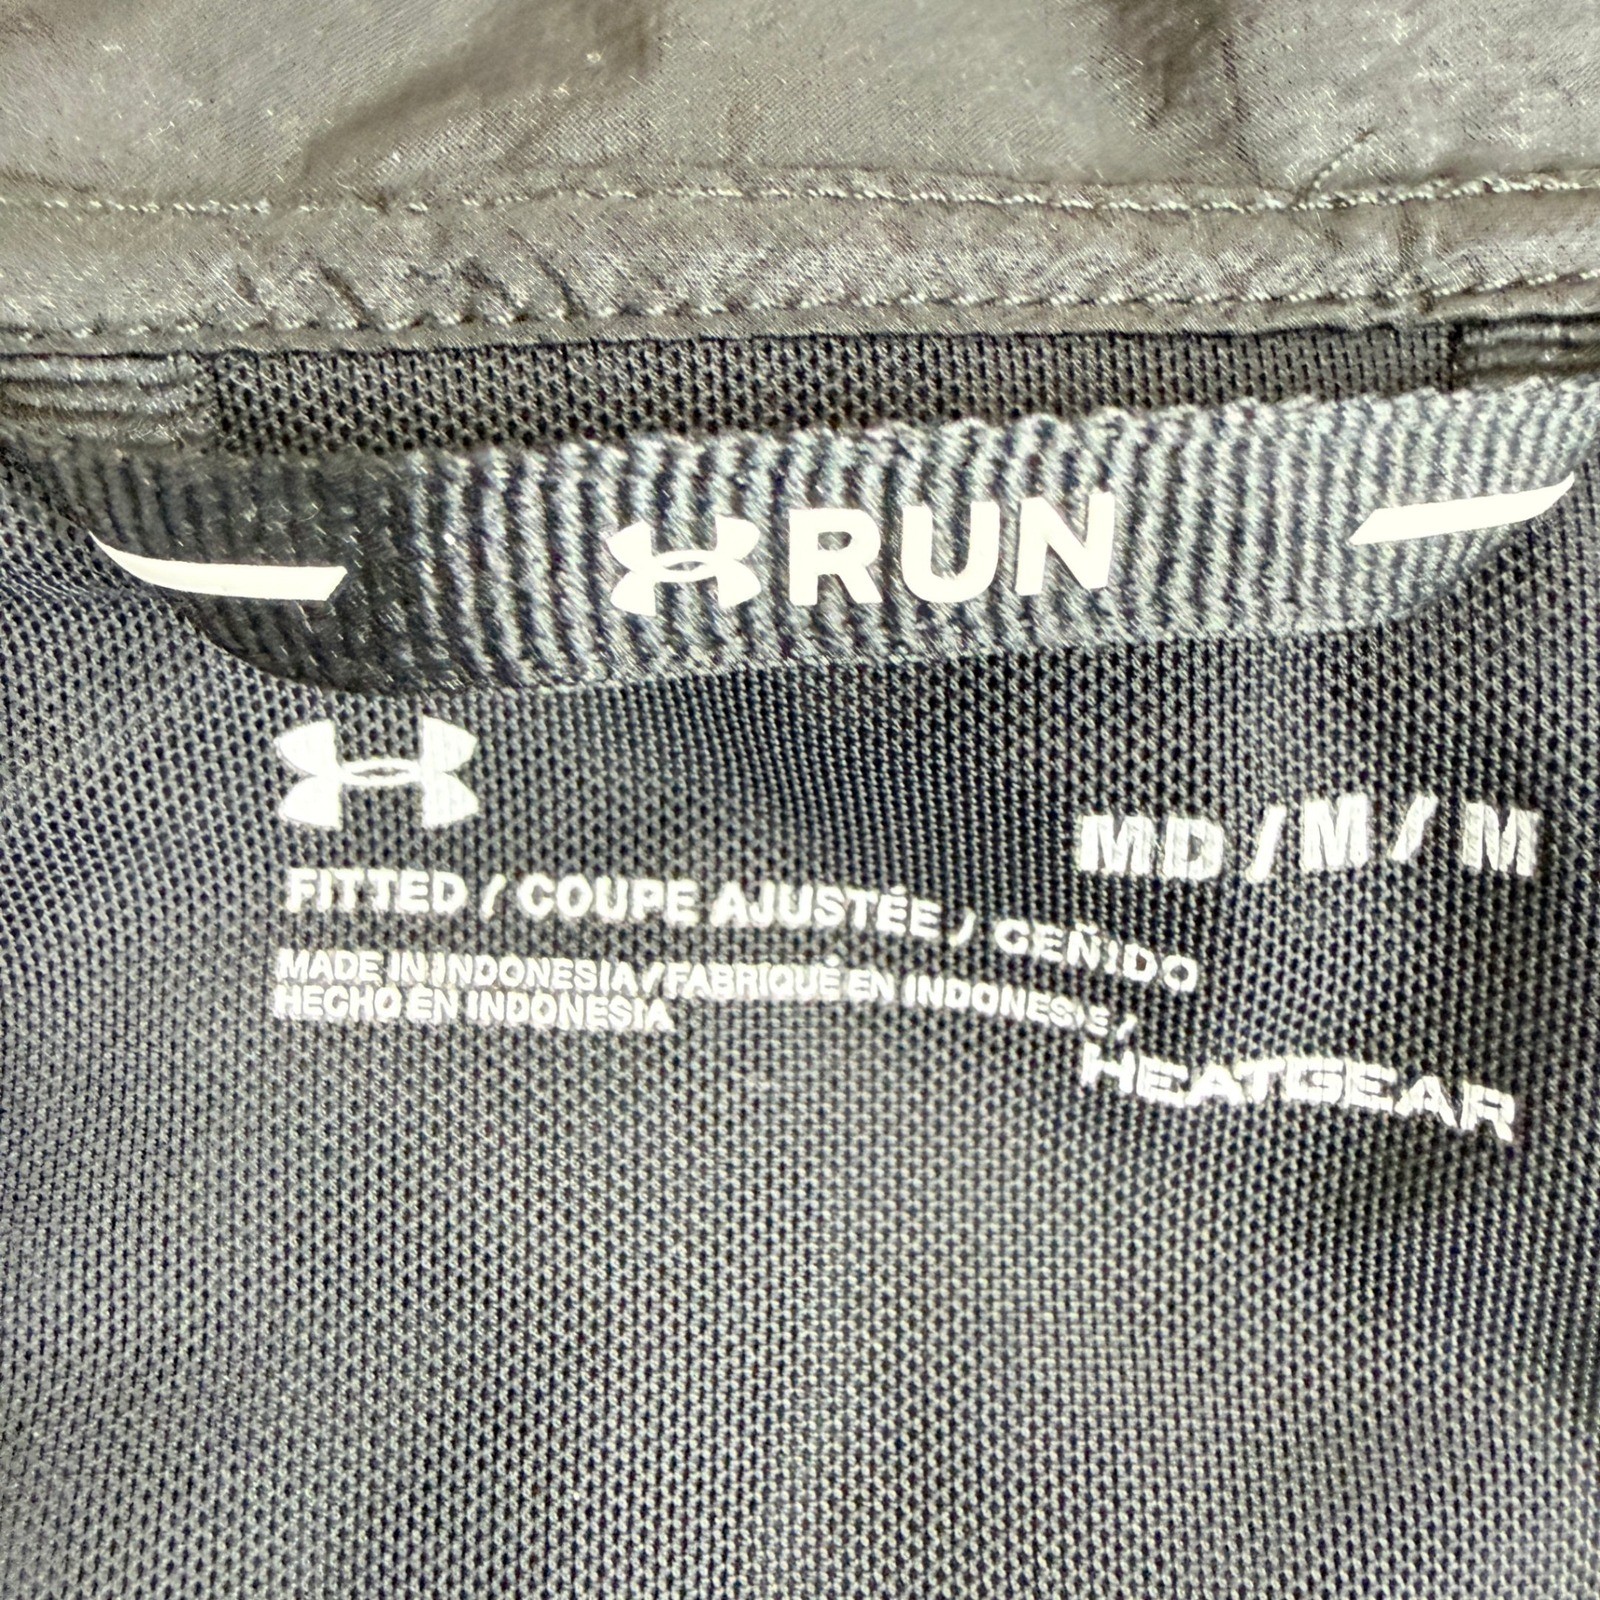 RUN
MD / M / M
FITTED / COUPE AJUSTÉE / CEÑIDO
MADE IN INDONESIA / FABRIQUÉ EN INDONESIE /
HECHO EN INDONESIA
HEATGEAR